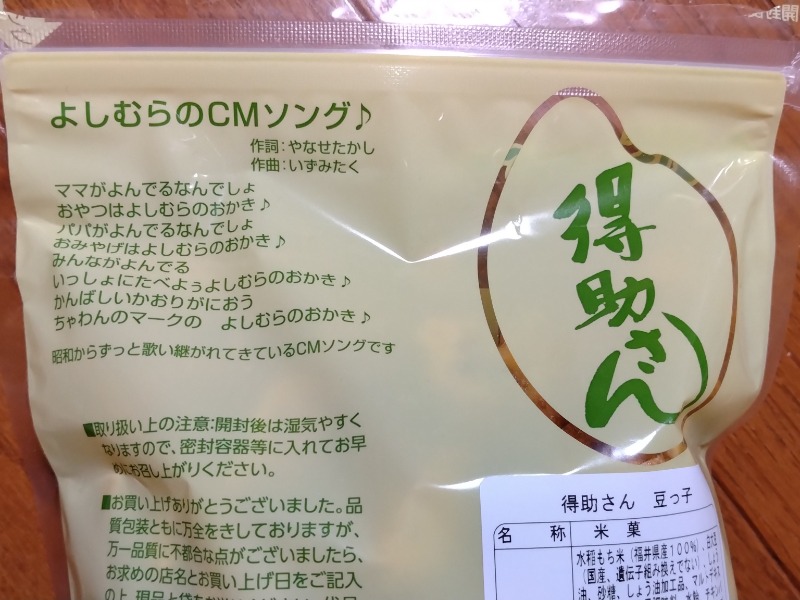 よしむらのCMソング♪
作詞：やなせたかし
作曲：いずみたく
ママがよんでるなんでしょ
おやつはよしむらのおかき♪
パパがよんでるなんでしょ
おみやげはよしむらのおかき♪
みんながよんでる
いっしょにたべよぅよしむらのおかき♪
かんばしいかおりがにおう
ちゃわんのマークの よしむらのおかき♪
昭和からずっと歌い継がれてきているCMソングです
得助さん
■取り扱い上の注意：開封後は湿気やすく
なりますので、密封容器等に入れてお早
めにお召し上がりください。
■お買い上げありがとうございました。品
質包装ともに万全をきしておりますが、
万一品質に不都合な点がございましたら、
お求めの店名とお買い上げ日をご記入
の上、現品と袋を
得助さん 豆っ子
名 称 米 菓
水稲もち米（福井県産１００％）、
（国産、遺伝子組み換えでない）、しょう
油、砂糖、しょう油加工品、マルトデキス